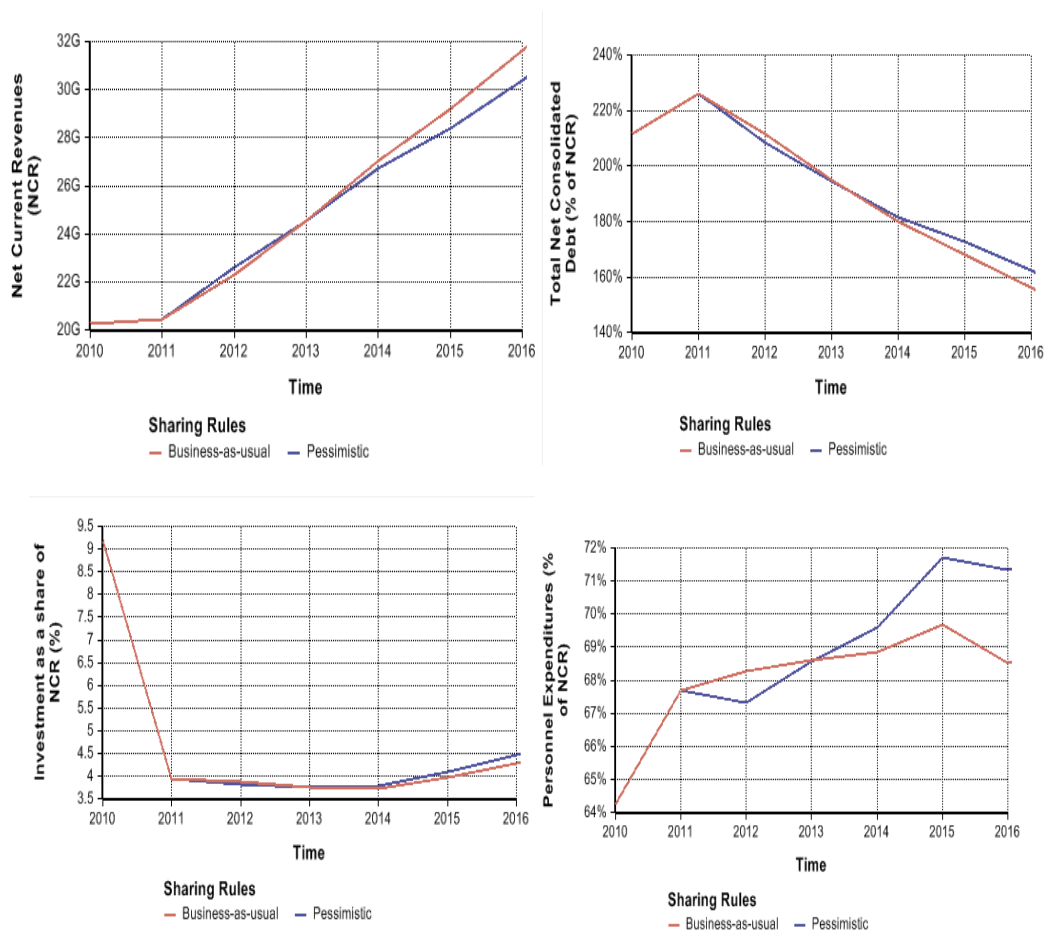 Net Current Revenues
(NCR)
32G
30G
28G
26G
24G
22G
20G
2010 2011 2012 2013 2014 2015 2016
Time
Sharing Rules
Business-as-usual Pessimistic
Total Net Consolidated
Debt (% of NCR)
240%
220%
200%
180%
160%
140%
2010 2011 2012 2013 2014 2015 2016
Time
Sharing Rules
Business-as-usual Pessimistic
Investment as a share of
NCR (%)
9.5
9
8.5
8
7.5
7
6.5
6
5.5
5
4.5
4
3.5
2010 2011 2012 2013 2014 2015 2016
Time
Sharing Rules
Business-as-usual Pessimistic
Personnel Expenditures (%
of NCR)
72%
71%
70%
69%
68%
67%
66%
65%
64%
2010 2011 2012 2013 2014 2015 2016
Time
Sharing Rules
Business-as-usual Pessimistic